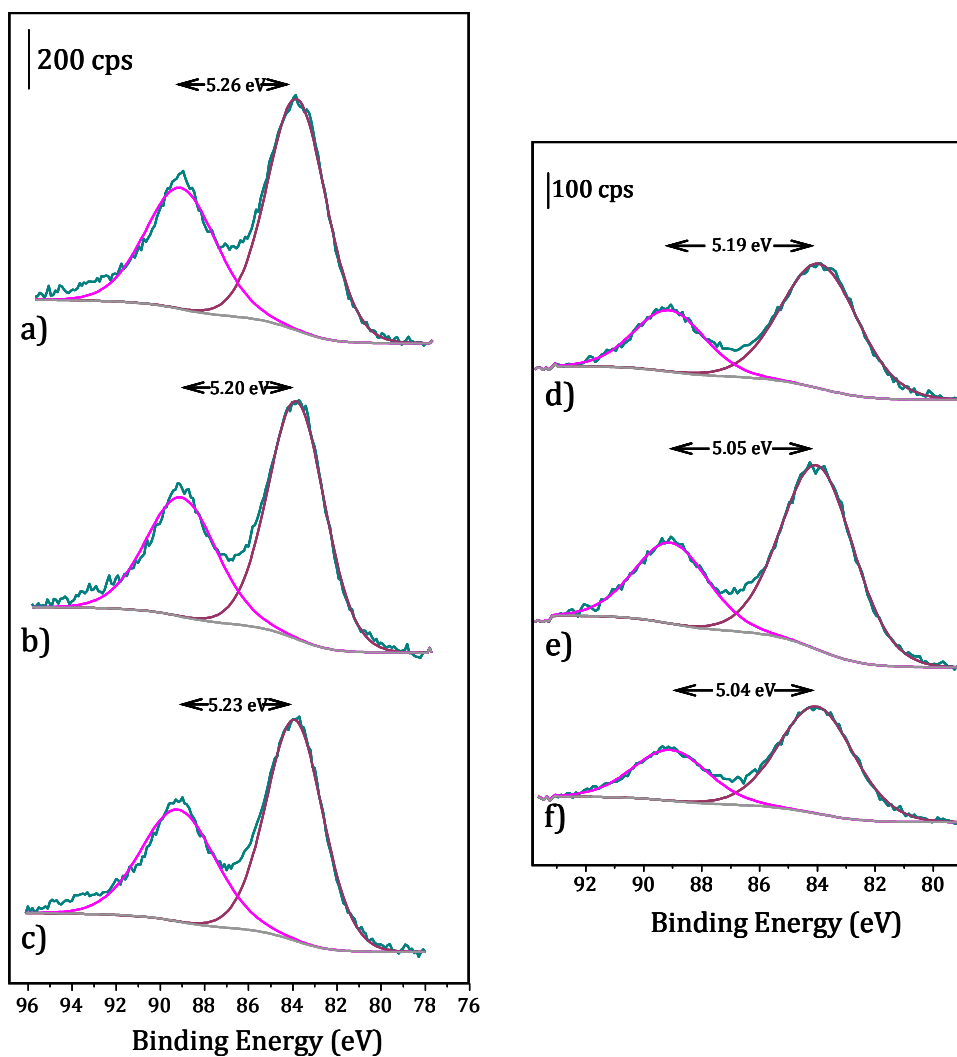 200 cps
5.26 eV
a)
5.20 eV
b)
5.23 eV
c)
96 94 92 90 88 86 84 82 80 78 76
Binding Energy (eV)
100 cps
5.19 eV
d)
5.05 eV
e)
5.04 eV
f)
92 90 88 86 84 82 80
Binding Energy (eV)